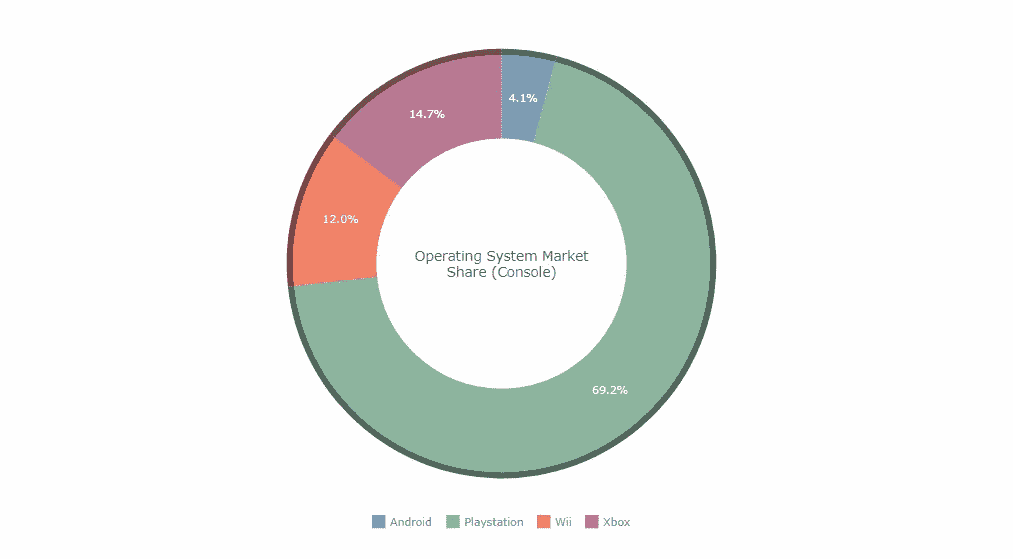 4.1%
14.7%
12.0%
Operating System Market
Share (Console)
69.2%
Android Playstation Wii Xbox